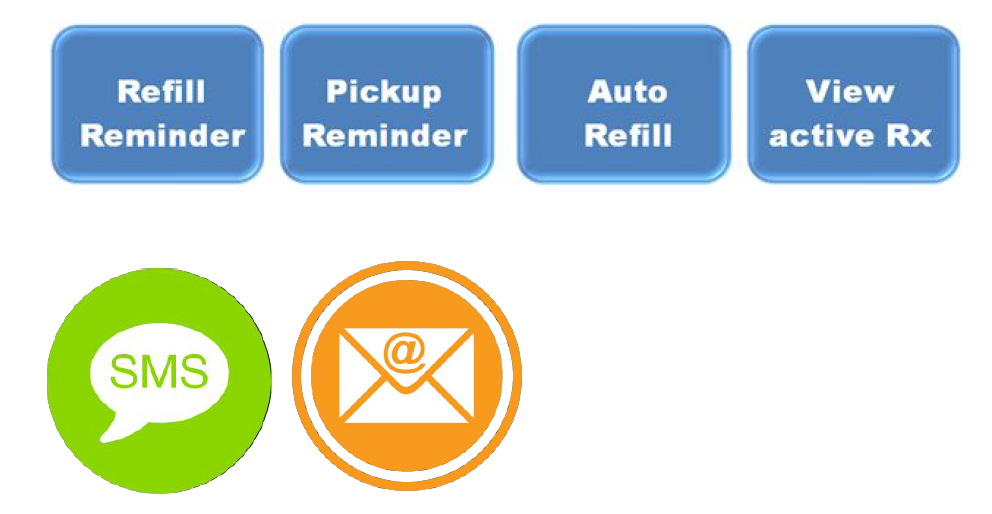 Refill
Reminder
Pickup
Reminder
Auto
Refill
View
active Rx
SMS
@